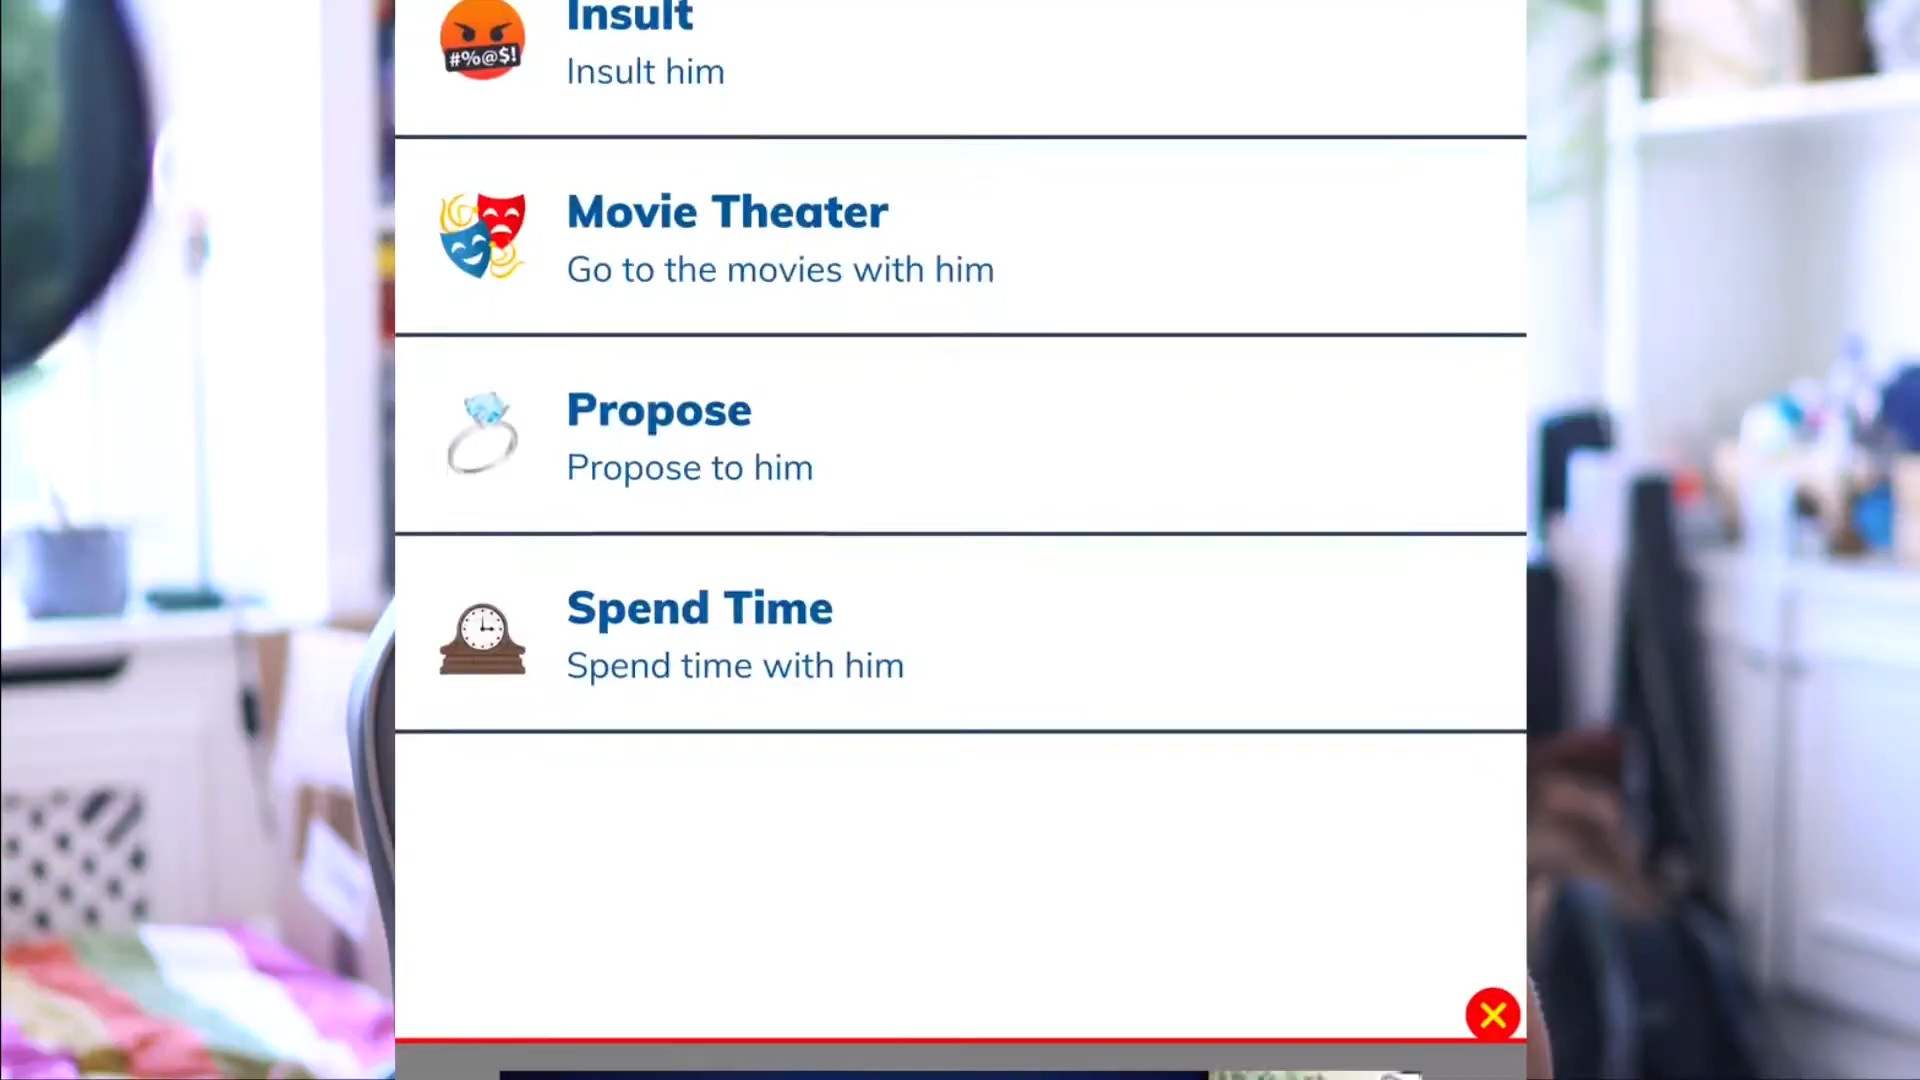 Insult
#%@$!
Insult him
Movie Theater
Go to the movies with him
Propose
Propose to him
Spend Time
Spend time with him